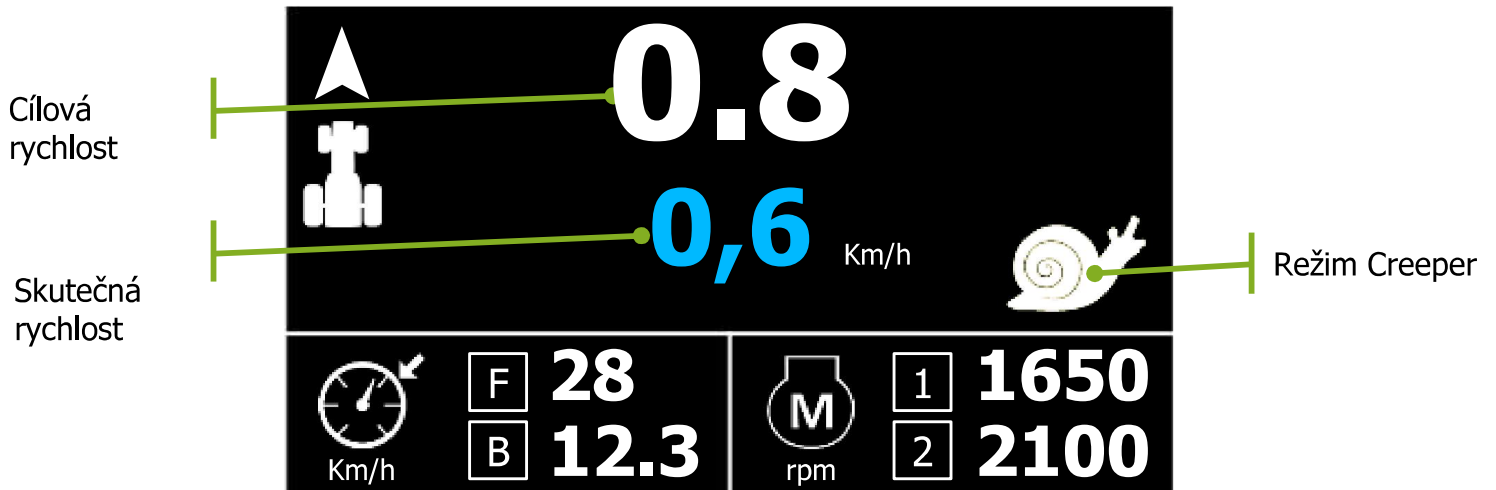 Cílová
rychlost
0.8
0,6 Km/h
Skutečná
rychlost
Režim Creeper
F 28
B 12.3
Km/h
M
rpm
1 1650
2 2100